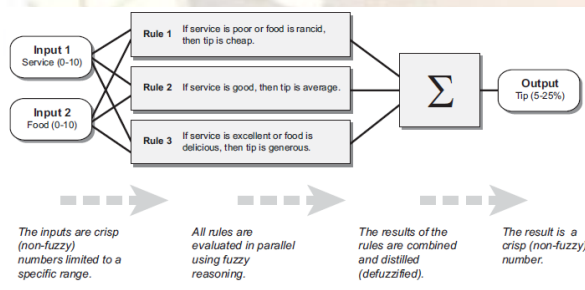 Input 1
Service (0-10)
Input 2
Food (0-10)
Rule 1 If service is poor or food is rancid,
then tip is cheap.
Rule 2 If service is good, then tip is average.
Rule 3 If service is excellent or food is
delicious, then tip is generous.
Σ
Output
Tip (5-25%)
The inputs are crisp
(non-fuzzy)
numbers limited to a
specific range.
All rules are
evaluated in parallel
using fuzzy
reasoning.
The results of the
rules are combined
and distilled
(defuzzified).
The result is a
crisp (non-fuzzy)
number.